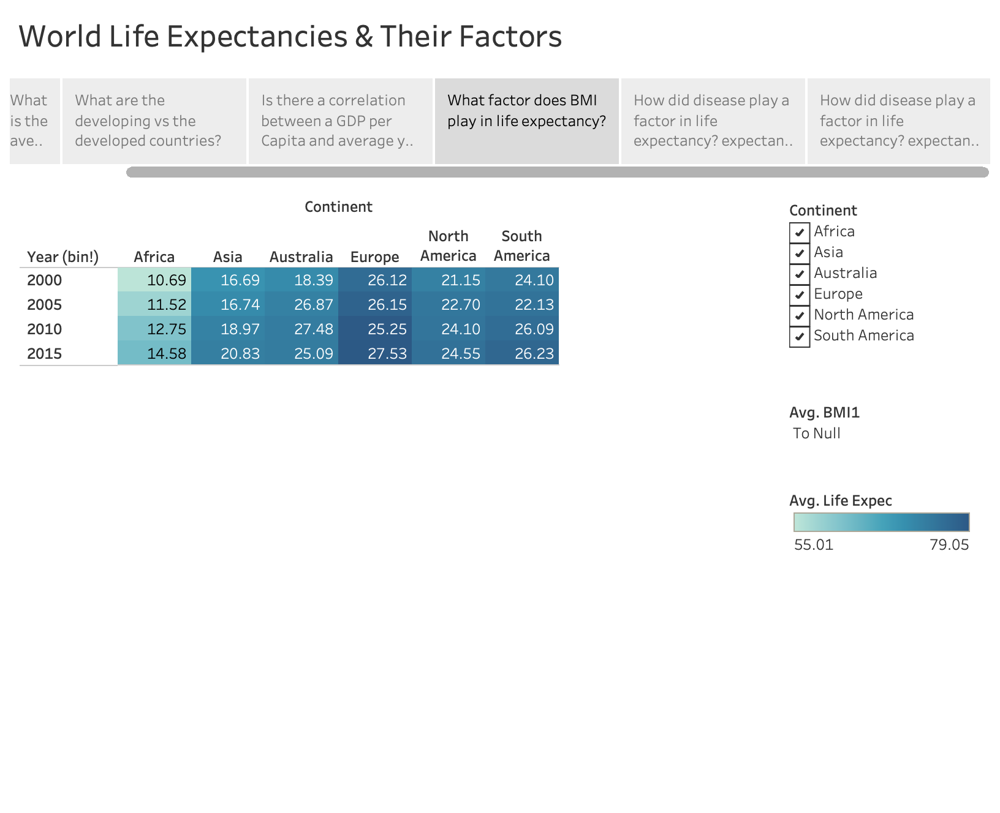 World Life Expectancies & Their Factors
What
is the
ave..
What are the
developing vs the
developed countries?
Is there a correlation
between a GDP per
Capita and average y..
What factor does BMI
play in life expectancy?
How did disease play a
factor in life
expectancy? expectan..
How did disease play a
factor in life
expectancy? expectan..
Continent
Year (bin!) Africa Asia Australia Europe North America South America
2000 10.69 16.69 18.39 26.12 21.15 24.10
2005 11.52 16.74 26.87 26.15 22.70 22.13
2010 12.75 18.97 27.48 25.25 24.10 26.09
2015 14.58 20.83 25.09 27.53 24.55 26.23
Continent
Africa
Asia
Australia
Europe
North America
South America
Avg. BMI1
To Null
Avg. Life Expec
55.01 79.05